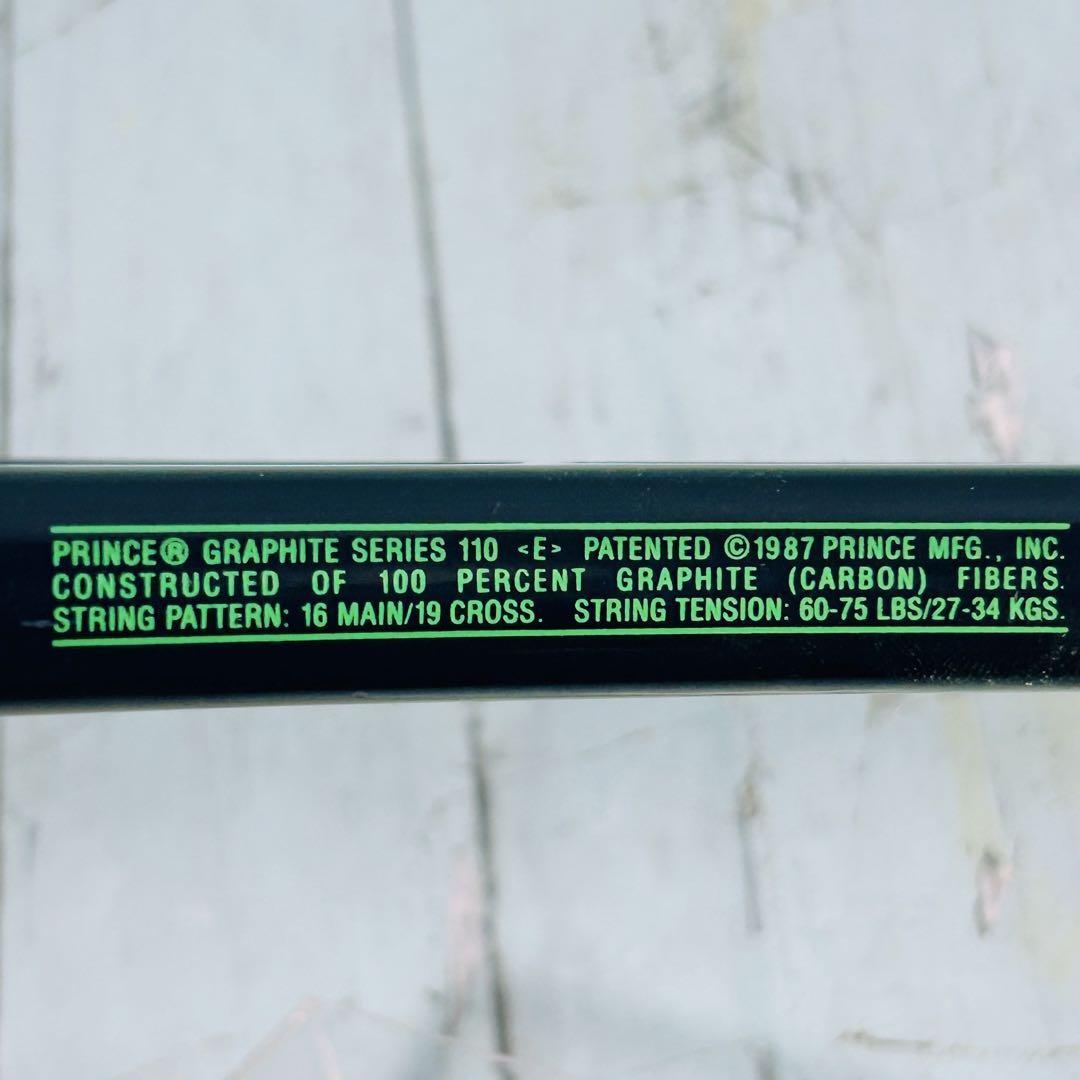 PRINCE® GRAPHITE SERIES 110 <E> PATENTED ©1987 PRINCE MFG., INC.
CONSTRUCTED OF 100 PERCENT GRAPHITE (CARBON) FIBERS.
STRING PATTERN: 16 MAIN/19 CROSS. STRING TENSION: 60-75 LBS/27-34 KGS.